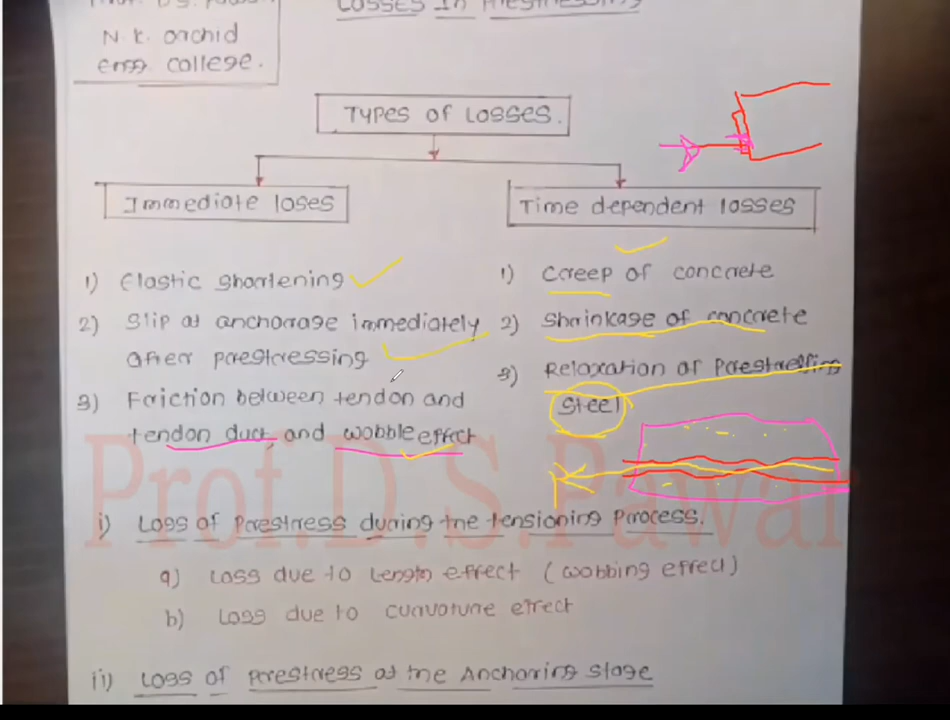 Prof. D.S. Pawar
N.K. orchid
engg. college.
Losses In Prestressing
Types of Losses.
Immediate loses
Time dependent losses
1) Elastic shortening
2) Slip at anchorage immediately
after prestressing
3) Friction between tendon and
tendon duct, and wobble effect
1) Creep of concrete
2) Shrinkage of concrete
3) Relaxation of Prestressing
Steel
Prof.D.S.Pawar
i) Loss of Prestress during the tensioning Process.
a) Loss due to Length effect (wobbing effect)
b) Loss due to curvature effect
ii) Loss of Prestress at the Anchoring stage